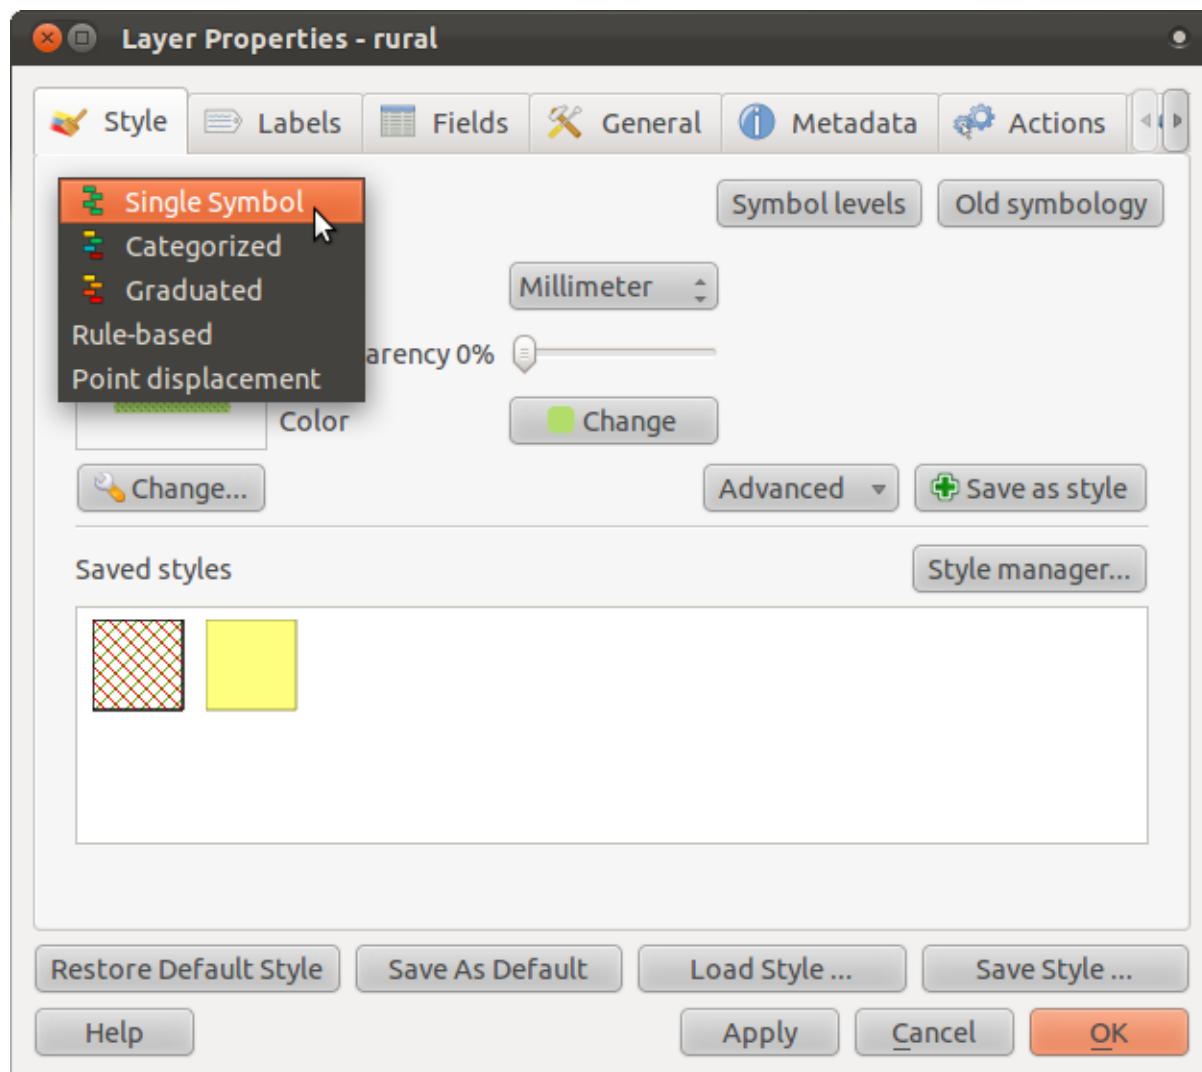 Layer Properties - rural
Style Labels Fields General Metadata Actions
Single Symbol
Symbol levels Old symbology
Categorized
Graduated
Millimeter
Rule-based
arency 0%
Point displacement
Color Change
Change... Advanced Save as style
Saved styles Style manager...
Restore Default Style Save As Default Load Style ... Save Style ...
Help Apply Cancel OK